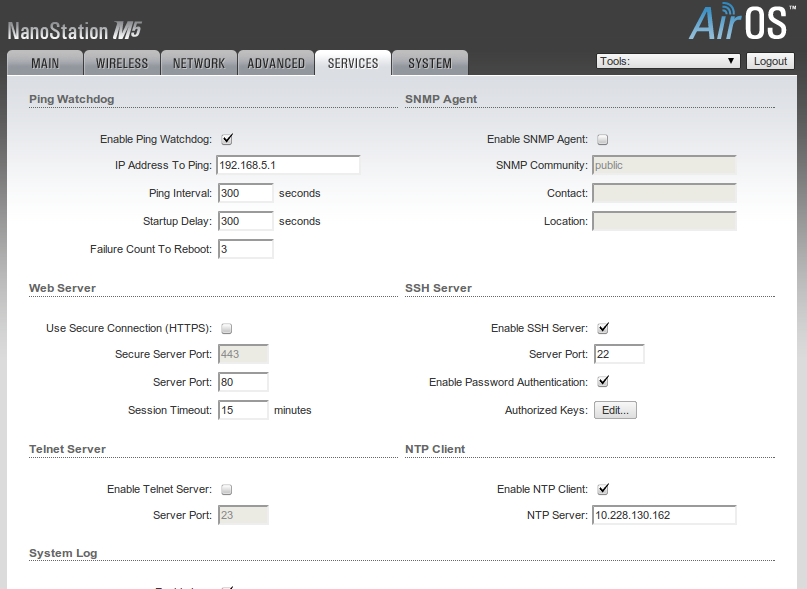 NanoStation M5
AirOS™
MAIN WIRELESS NETWORK ADVANCED SERVICES SYSTEM Tools: Logout
Ping Watchdog
Enable Ping Watchdog:
IP Address To Ping: 192.168.5.1
Ping Interval: 300 seconds
Startup Delay: 300 seconds
Failure Count To Reboot: 3
SNMP Agent
Enable SNMP Agent:
SNMP Community: public
Contact:
Location:
Web Server
Use Secure Connection (HTTPS):
Secure Server Port: 443
Server Port: 80
Session Timeout: 15 minutes
SSH Server
Enable SSH Server:
Server Port: 22
Enable Password Authentication:
Authorized Keys: Edit...
Telnet Server
Enable Telnet Server:
Server Port: 23
NTP Client
Enable NTP Client:
NTP Server: 10.228.130.162
System Log